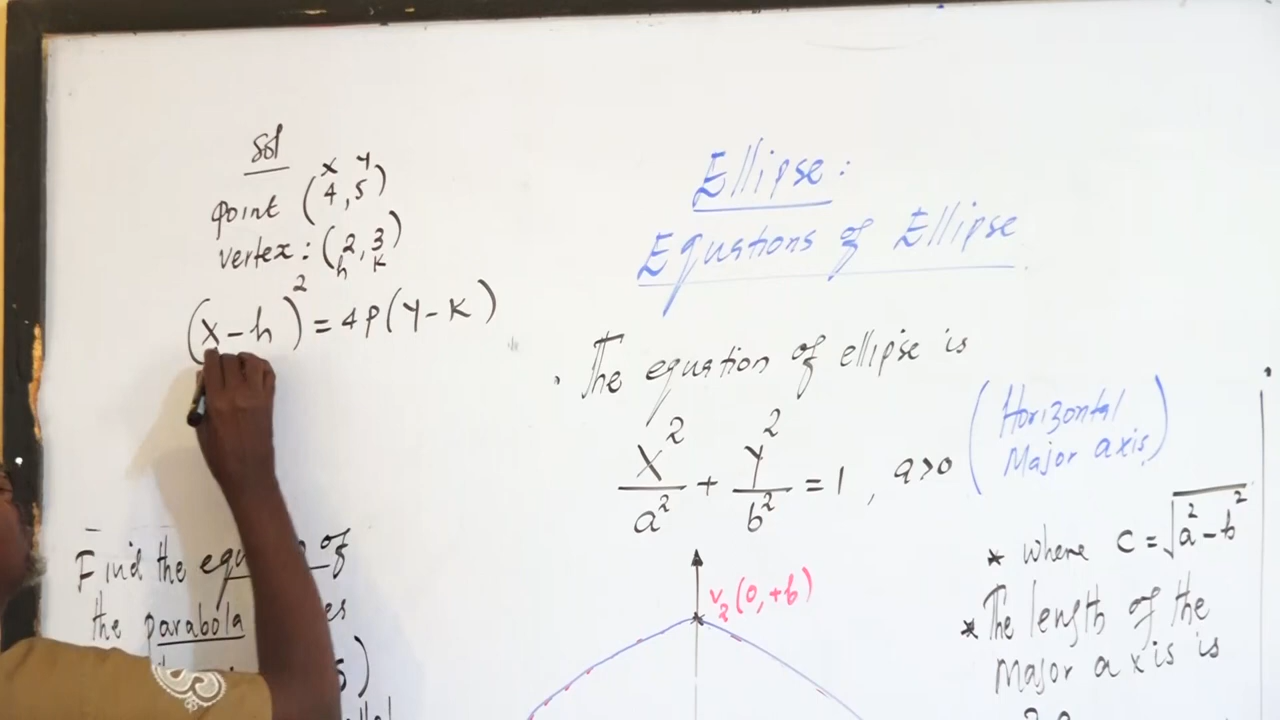 Sol
x y
point (4,5)
vertex : (2,3)
h k
(x-h)² = 4p(y-k)
Find the of
the parabola
5)
Ellipse:
Equations of Ellipse
The equation of ellipse is
x²/a² + y²/b² = 1, a>0 (Horizontal Major axis)
V₂(0,+b)
* where c = √a²-b²
* The length of the
Major axis is